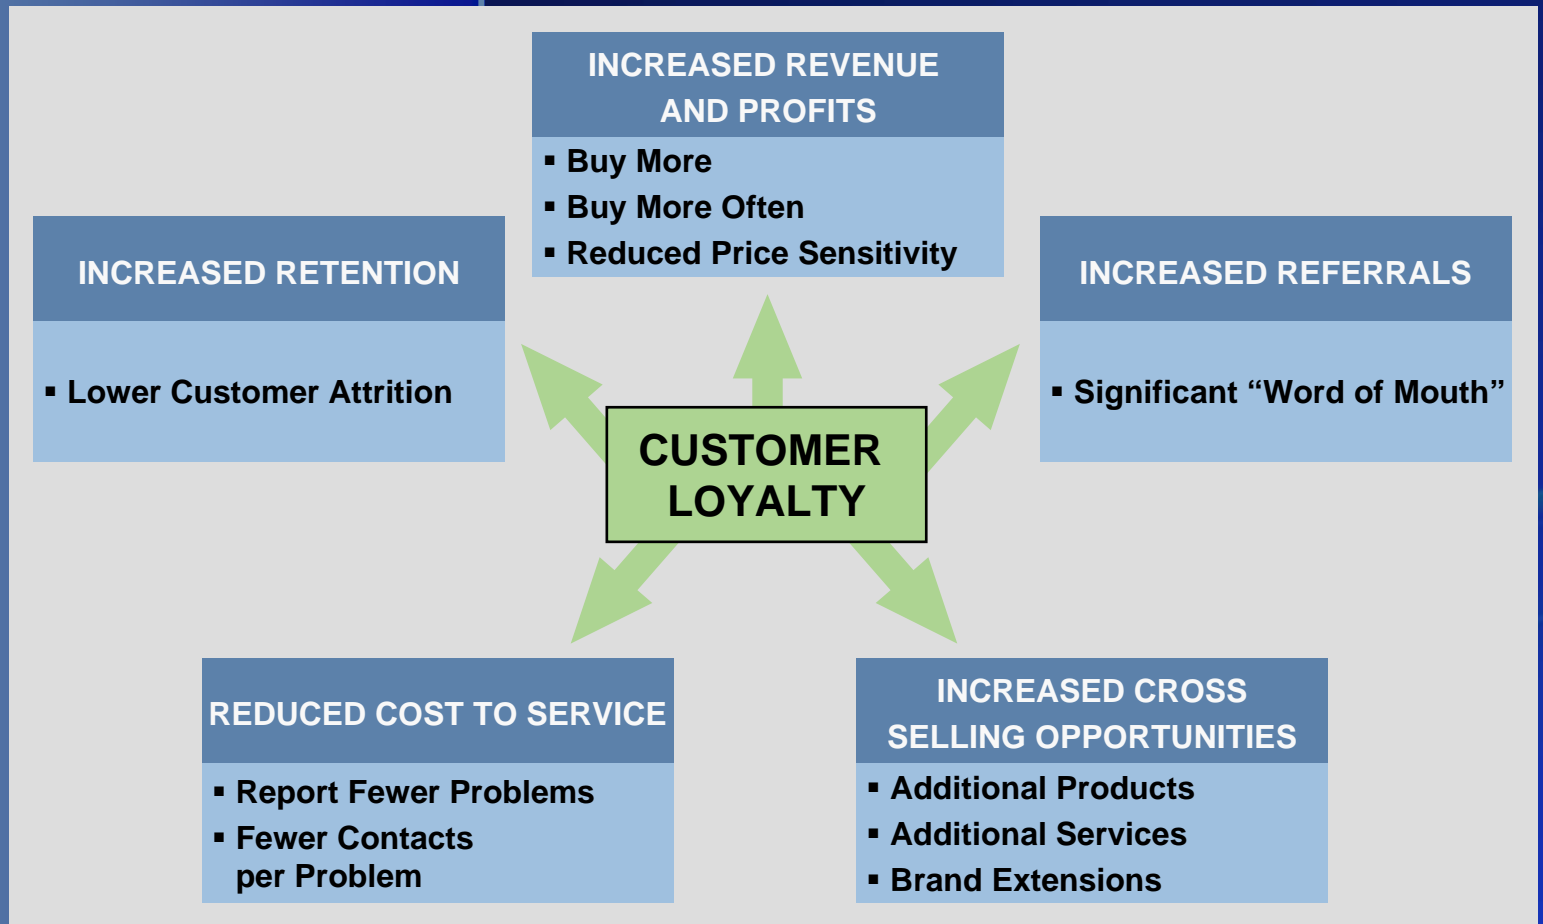 INCREASED REVENUE
AND PROFITS
▪ Buy More
▪ Buy More Often
▪ Reduced Price Sensitivity
INCREASED RETENTION
▪ Lower Customer Attrition
INCREASED REFERRALS
▪ Significant “Word of Mouth”
CUSTOMER
LOYALTY
REDUCED COST TO SERVICE
▪ Report Fewer Problems
▪ Fewer Contacts
per Problem
INCREASED CROSS
SELLING OPPORTUNITIES
▪ Additional Products
▪ Additional Services
▪ Brand Extensions